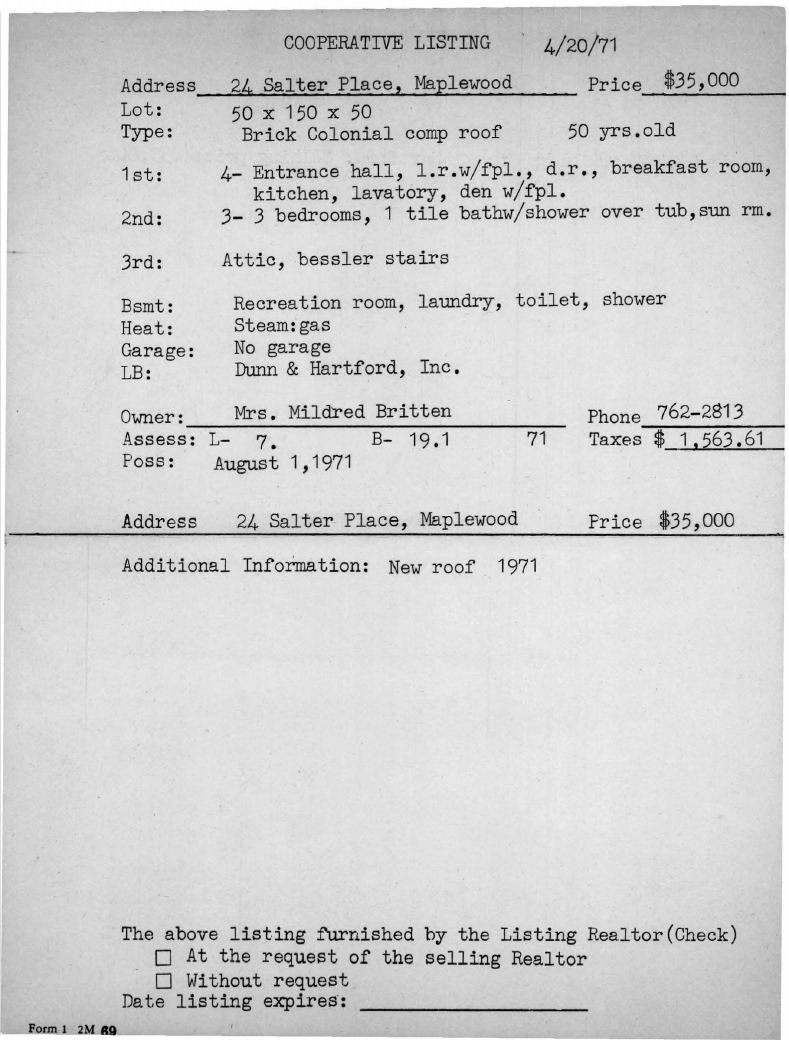 COOPERATIVE LISTING 4/20/71
Address 24 Salter Place, Maplewood Price $35,000
Lot: 50 x 150 x 50
Type: Brick Colonial comp roof 50 yrs.old
1st: 4- Entrance hall, l.r.w/fpl., d.r., breakfast room,
kitchen, lavatory, den w/fpl.
2nd: 3- 3 bedrooms, 1 tile bathw/shower over tub,sun rm.
3rd: Attic, bessler stairs
Bsmt: Recreation room, laundry, toilet, shower
Heat: Steam:gas
Garage: No garage
LB: Dunn & Hartford, Inc.
Owner: Mrs. Mildred Britten Phone 762-2813
Assess: L- 7. B- 19.1 71 Taxes $ 1,563.61
Poss: August 1,1971
Address 24 Salter Place, Maplewood Price $35,000
Additional Information: New roof 1971
The above listing furnished by the Listing Realtor(Check)
☐ At the request of the selling Realtor
☐ Without request
Date listing expires:
Form 1 2M 69